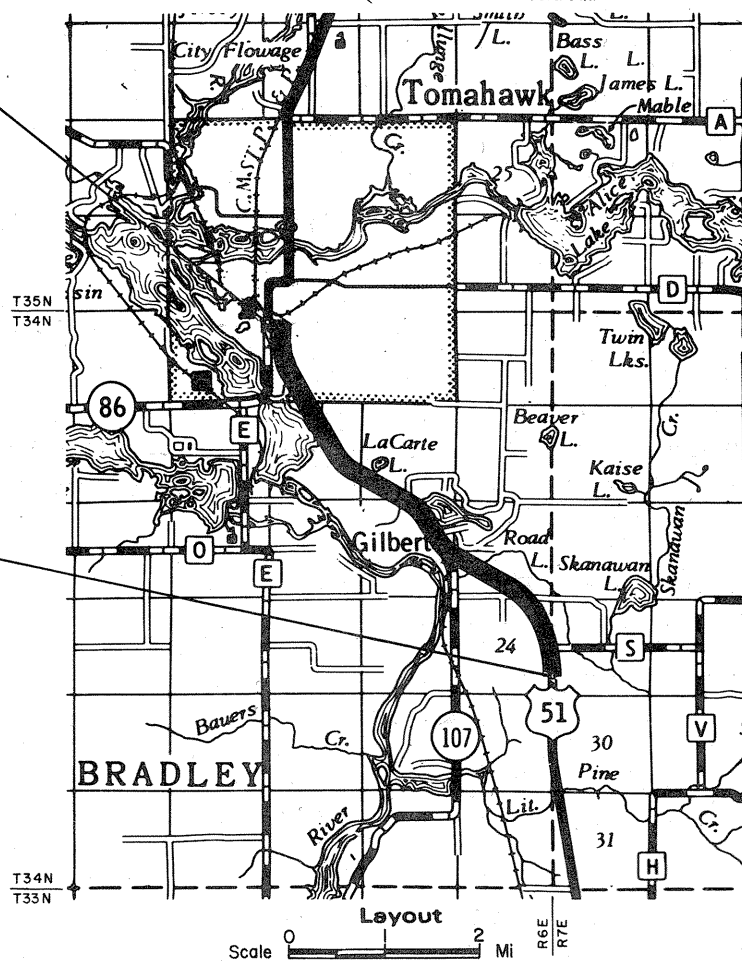 City Flowage
Smith
L.
Bass
L.
L.
James L.
Mable
Tomahawk
A
R.
Cr.
C.M.ST.P.
25
Alice
Lake
D
T35N
T34N
sin
Twin
Lks.
86
E
LaCarte
L.
Beaver
L.
Cr.
Kaise
L.
Skanawan
Gilbert
Road
L.
Skanawan
L.
O
E
24
S
51
Bauers
Cr.
107
30
V
BRADLEY
Pine
Lit.
Cr.
River
31
H
T34N
T33N
Layout
R6E
R7E
Scale
0
2
Mi